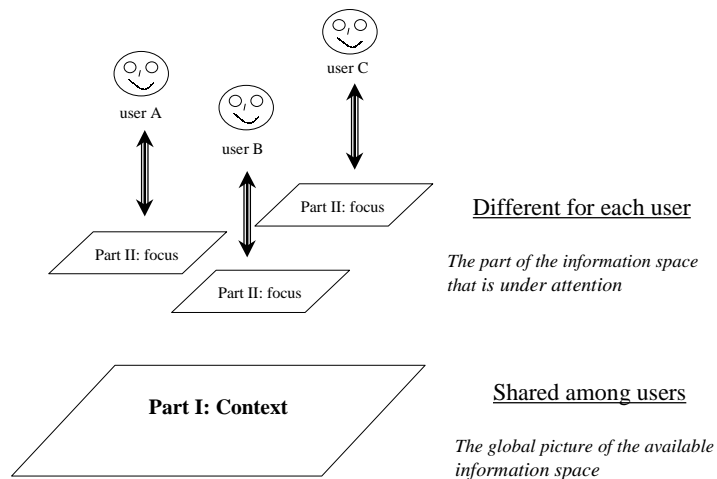 user C
user A
user B
Part II: focus
Different for each user
Part II: focus
The part of the information space
that is under attention
Part II: focus
Part I: Context
Shared among users
The global picture of the available
information space